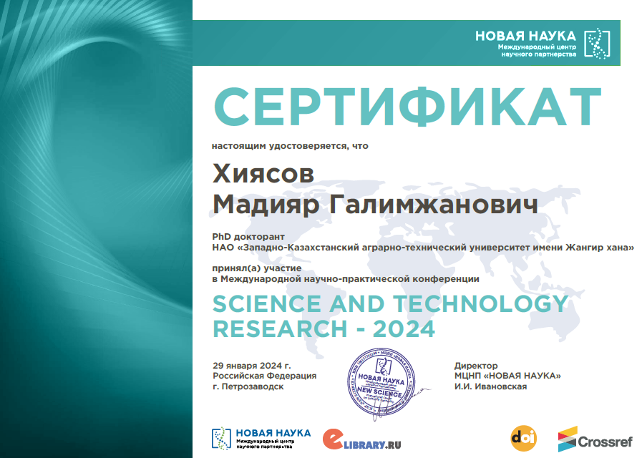 НОВАЯ НАУКА
Международный центр
научного партнерства
СЕРТИФИКАТ
настоящим удостоверяется, что
Хиясов
Мадияр Галимжанович
PhD докторант
НАО «Западно-Казахстанский аграрно-технический университет имени Жангир хана»
принял(а) участие
в Международной научно-практической конференции
SCIENCE AND TECHNOLOGY
RESEARCH - 2024
29 января 2024 г.
Российская Федерация
г. Петрозаводск
НОВАЯ НАУКА
NEW SCIENCE
Директор
МЦНП «НОВАЯ НАУКА»
И.И. Ивановская
НОВАЯ НАУКА
Международный центр
научного партнерства
eLIBRARY.RU
doi
Crossref